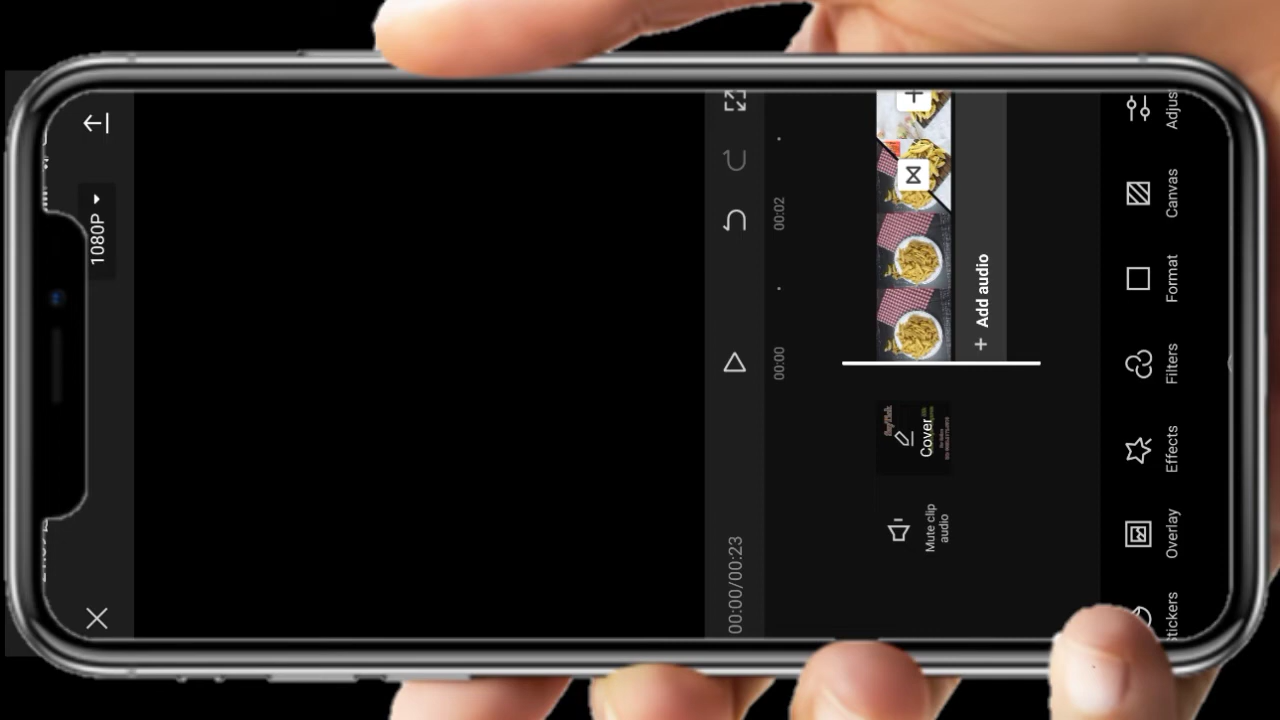 1080P
00:00/00:23
00:00
00:02
+ Add audio
Cover
Mute clip
audio
Stickers
Overlay
Effects
Filters
Format
Canvas
Adjus